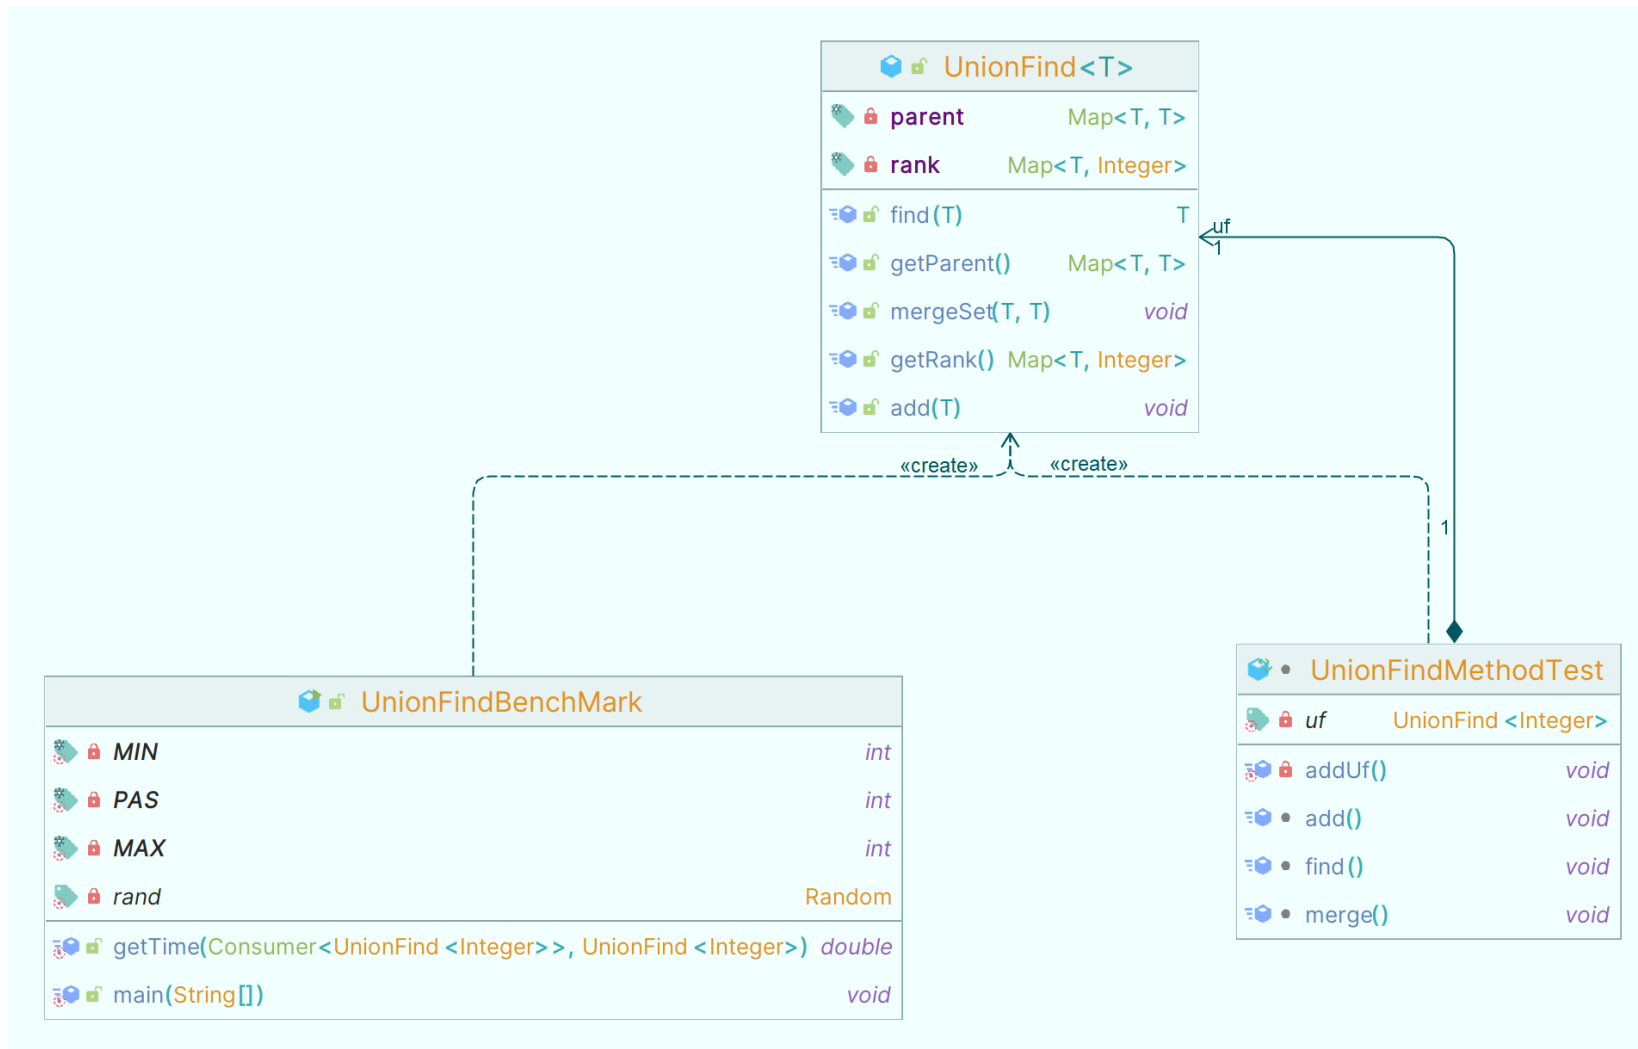 UnionFind<T>
parent Map<T, T>
rank Map<T, Integer>
find(T) T
getParent() Map<T, T>
mergeSet(T, T) void
getRank() Map<T, Integer>
add(T) void
uf
1
«create» «create»
1
UnionFindBenchMark
MIN int
PAS int
MAX int
rand Random
getTime(Consumer<UnionFind <Integer>>, UnionFind <Integer>) double
main(String[]) void
UnionFindMethodTest
uf UnionFind <Integer>
addUf() void
add() void
find() void
merge() void